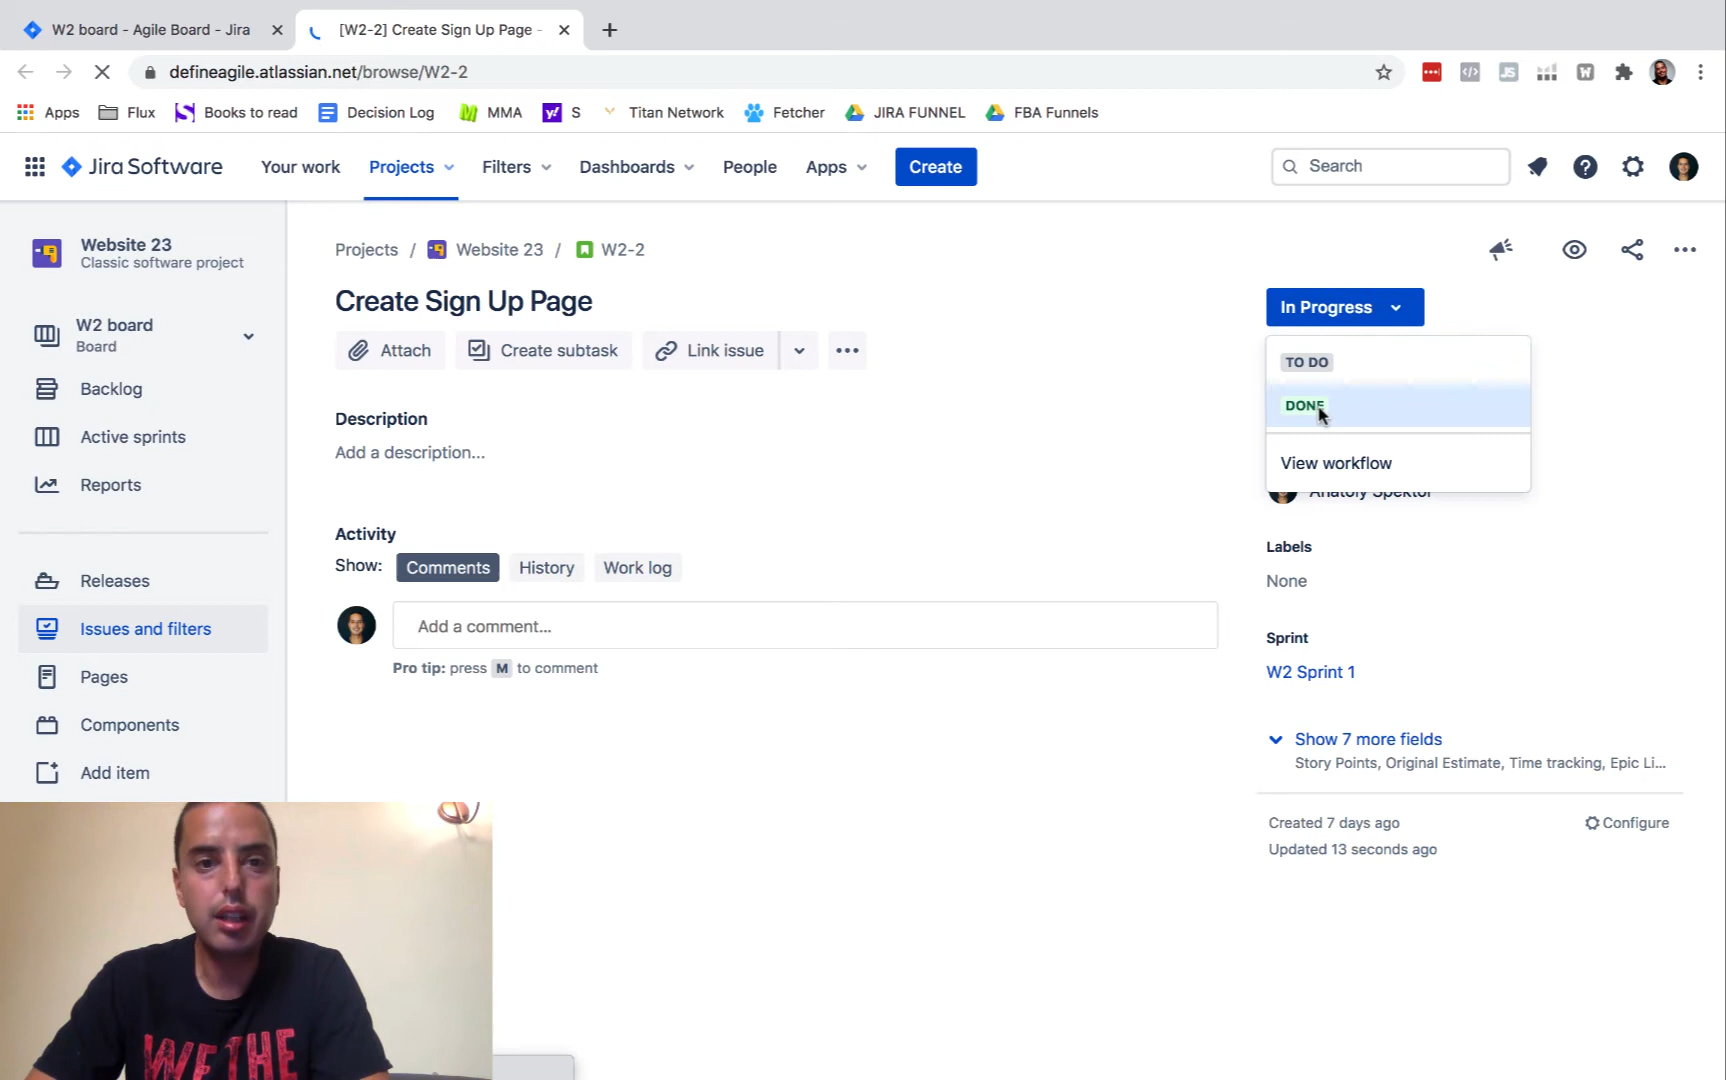 W2 board - Agile Board - Jira
[W2-2] Create Sign Up Page -
defineagile.atlassian.net/browse/W2-2
Apps
Flux
Books to read
Decision Log
MMA
S
Titan Network
Fetcher
JIRA FUNNEL
FBA Funnels
Jira Software
Your work
Projects
Filters
Dashboards
People
Apps
Create
Search
Website 23
Classic software project
W2 board
Board
Backlog
Active sprints
Reports
Releases
Issues and filters
Pages
Components
Add item
Projects / Website 23 / W2-2
Create Sign Up Page
Attach
Create subtask
Link issue
Description
Add a description...
Activity
Show:
Comments
History
Work log
Add a comment...
Pro tip: press M to comment
In Progress
TO DO
DONE
View workflow
Anatoly Spektor
Labels
None
Sprint
W2 Sprint 1
Show 7 more fields
Story Points, Original Estimate, Time tracking, Epic Li...
Created 7 days ago
Configure
Updated 13 seconds ago
WE THE